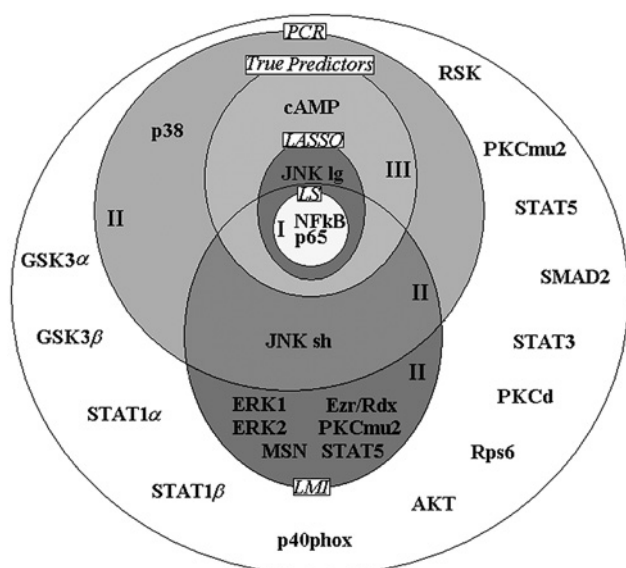 PCR
True Predictors
RSK
cAMP
p38
LASSO
PKCmu2
JNK lg
III
LS
STAT5
II
I
NFkB
p65
GSK3α
SMAD2
II
JNK sh
STAT3
GSK3β
II
PKCd
ERK1
Ezr/Rdx
STAT1α
ERK2
PKCmu2
MSN
STAT5
Rps6
STAT1β
LMI
AKT
p40phox